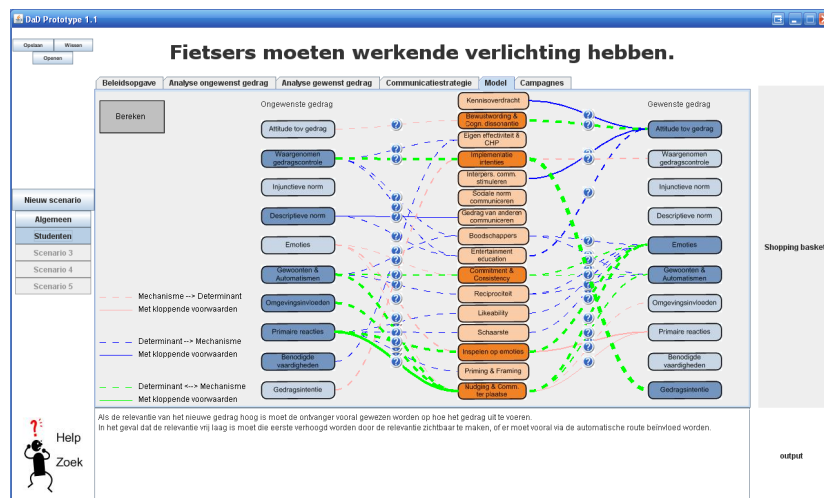 DaD Prototype 1.1
Opslaan
Wissen
Openen
Fietsers moeten werkende verlichting hebben.
Beleidsopgave
Analyse ongewenst gedrag
Analyse gewenst gedrag
Communicatiestrategie
Model
Campagnes
Bereken
Ongewenste gedrag
Gewenste gedrag
Attitude tov gedrag
Waargenomen
gedragscontrole
Injunctive norm
Descriptieve norm
Emoties
Gewoonten &
Automatismen
Omgevingsinvloeden
Primaire reacties
Benodigde
vaardigheden
Gedragsintentie
Kennisoverdracht
Bewustwording &
Cogn. dissonantie
Eigen effectiviteit &
CHP
Implementatie
intenties
Interpers. comm.
stimuleren
Sociale norm
communiceren
Gedrag van anderen
communiceren
Boodschappers
Entertainment
education
Commitment &
Consistency
Reciprociteit
Likeability
Schaarste
Inspelen op emoties
Priming & Framing
Nudging & Comm.
ter plaatse
Attitude tov gedrag
Waargenomen
gedragscontrole
Injunctieve norm
Descriptieve norm
Emoties
Gewoonten &
Automatismen
Omgevingsinvloeden
Primaire reacties
Benodigde
vaardigheden
Gedragsintentie
Mechanisme --> Determinant
Met kloppende voorwaarden
Determinant --> Mechanisme
Met kloppende voorwaarden
Determinant <--> Mechanisme
Met kloppende voorwaarden
Nieuw scenario
Algemeen
Studenten
Scenario 3
Scenario 4
Scenario 5
Shopping basket
Als de relevantie van het nieuwe gedrag hoog is moet de ontvanger vooral gewezen worden op hoe het gedrag uit te voeren.
In het geval dat de relevantie vrij laag is moet die eerste verhoogd worden door de relevantie zichtbaar te maken, of er moet vooral via de automatische route beïnvloed worden.
Help
Zoek
output